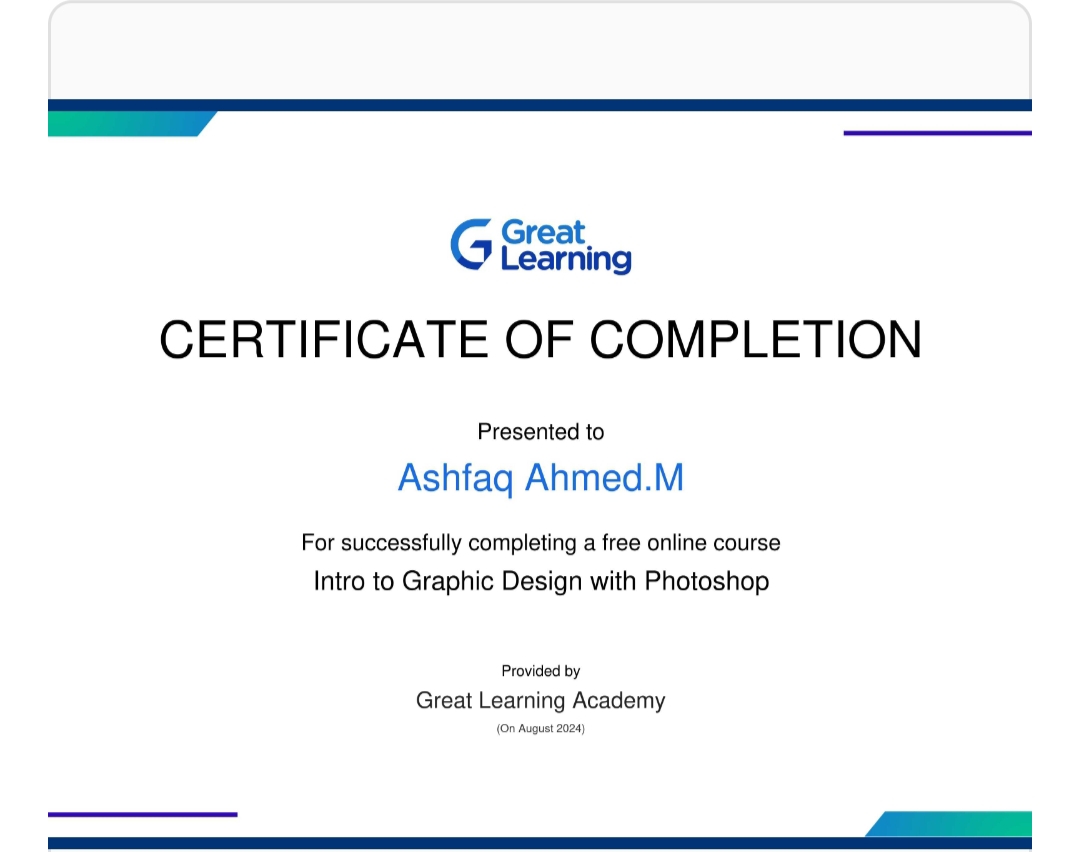 Great
Learning
CERTIFICATE OF COMPLETION
Presented to
Ashfaq Ahmed.M
For successfully completing a free online course
Intro to Graphic Design with Photoshop
Provided by
Great Learning Academy
(On August 2024)